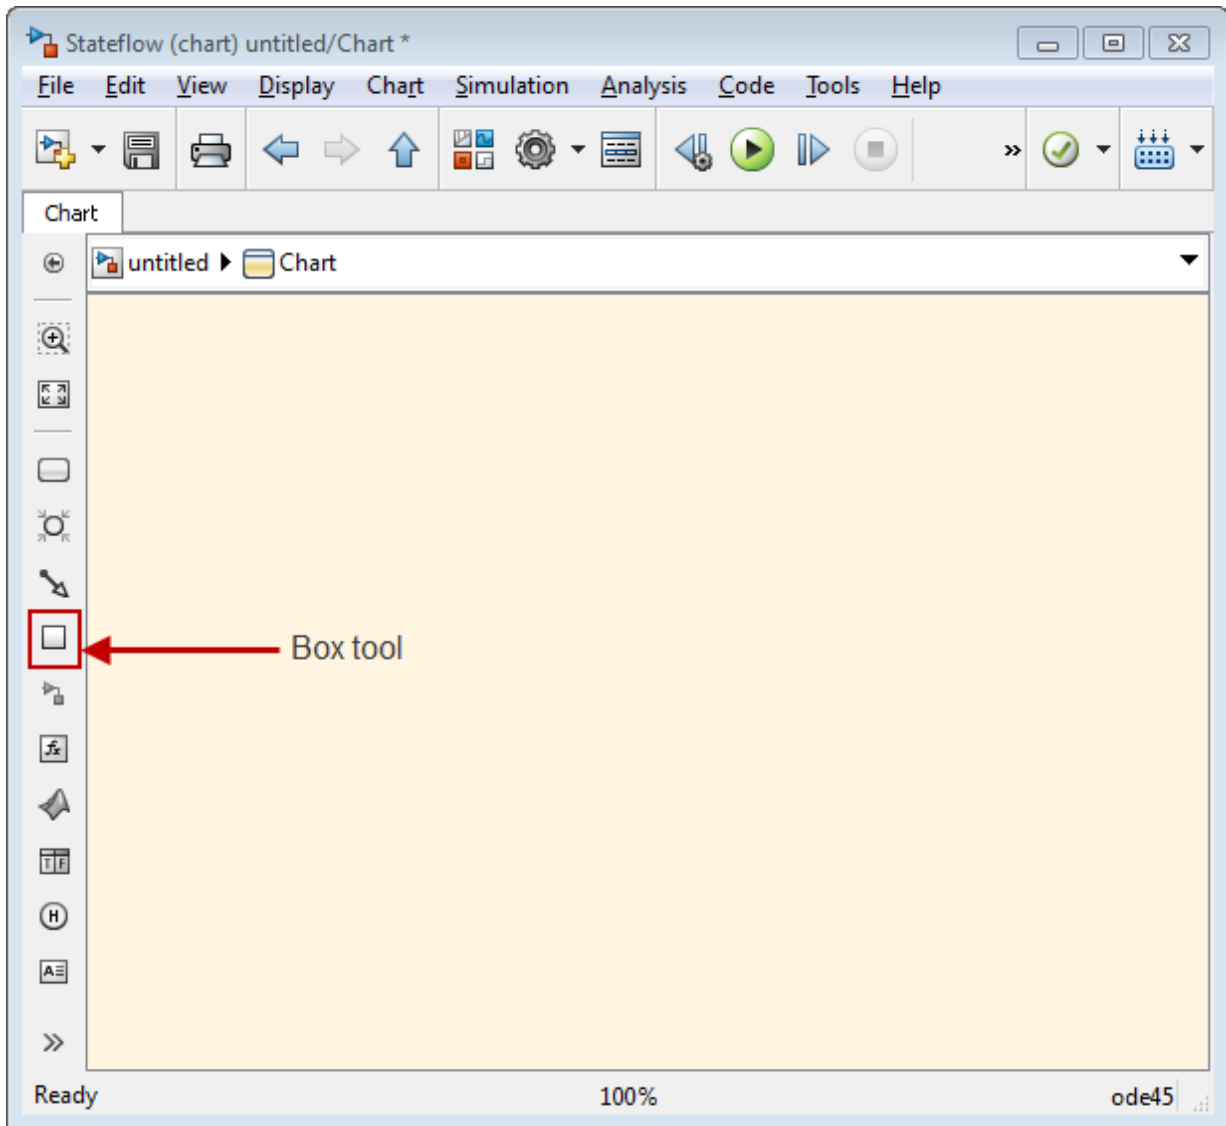 Stateflow (chart) untitled/Chart *
File Edit View Display Chart Simulation Analysis Code Tools Help
»
Chart
untitled Chart
Box tool
fx
T F
H
A
»
Ready 100% ode45